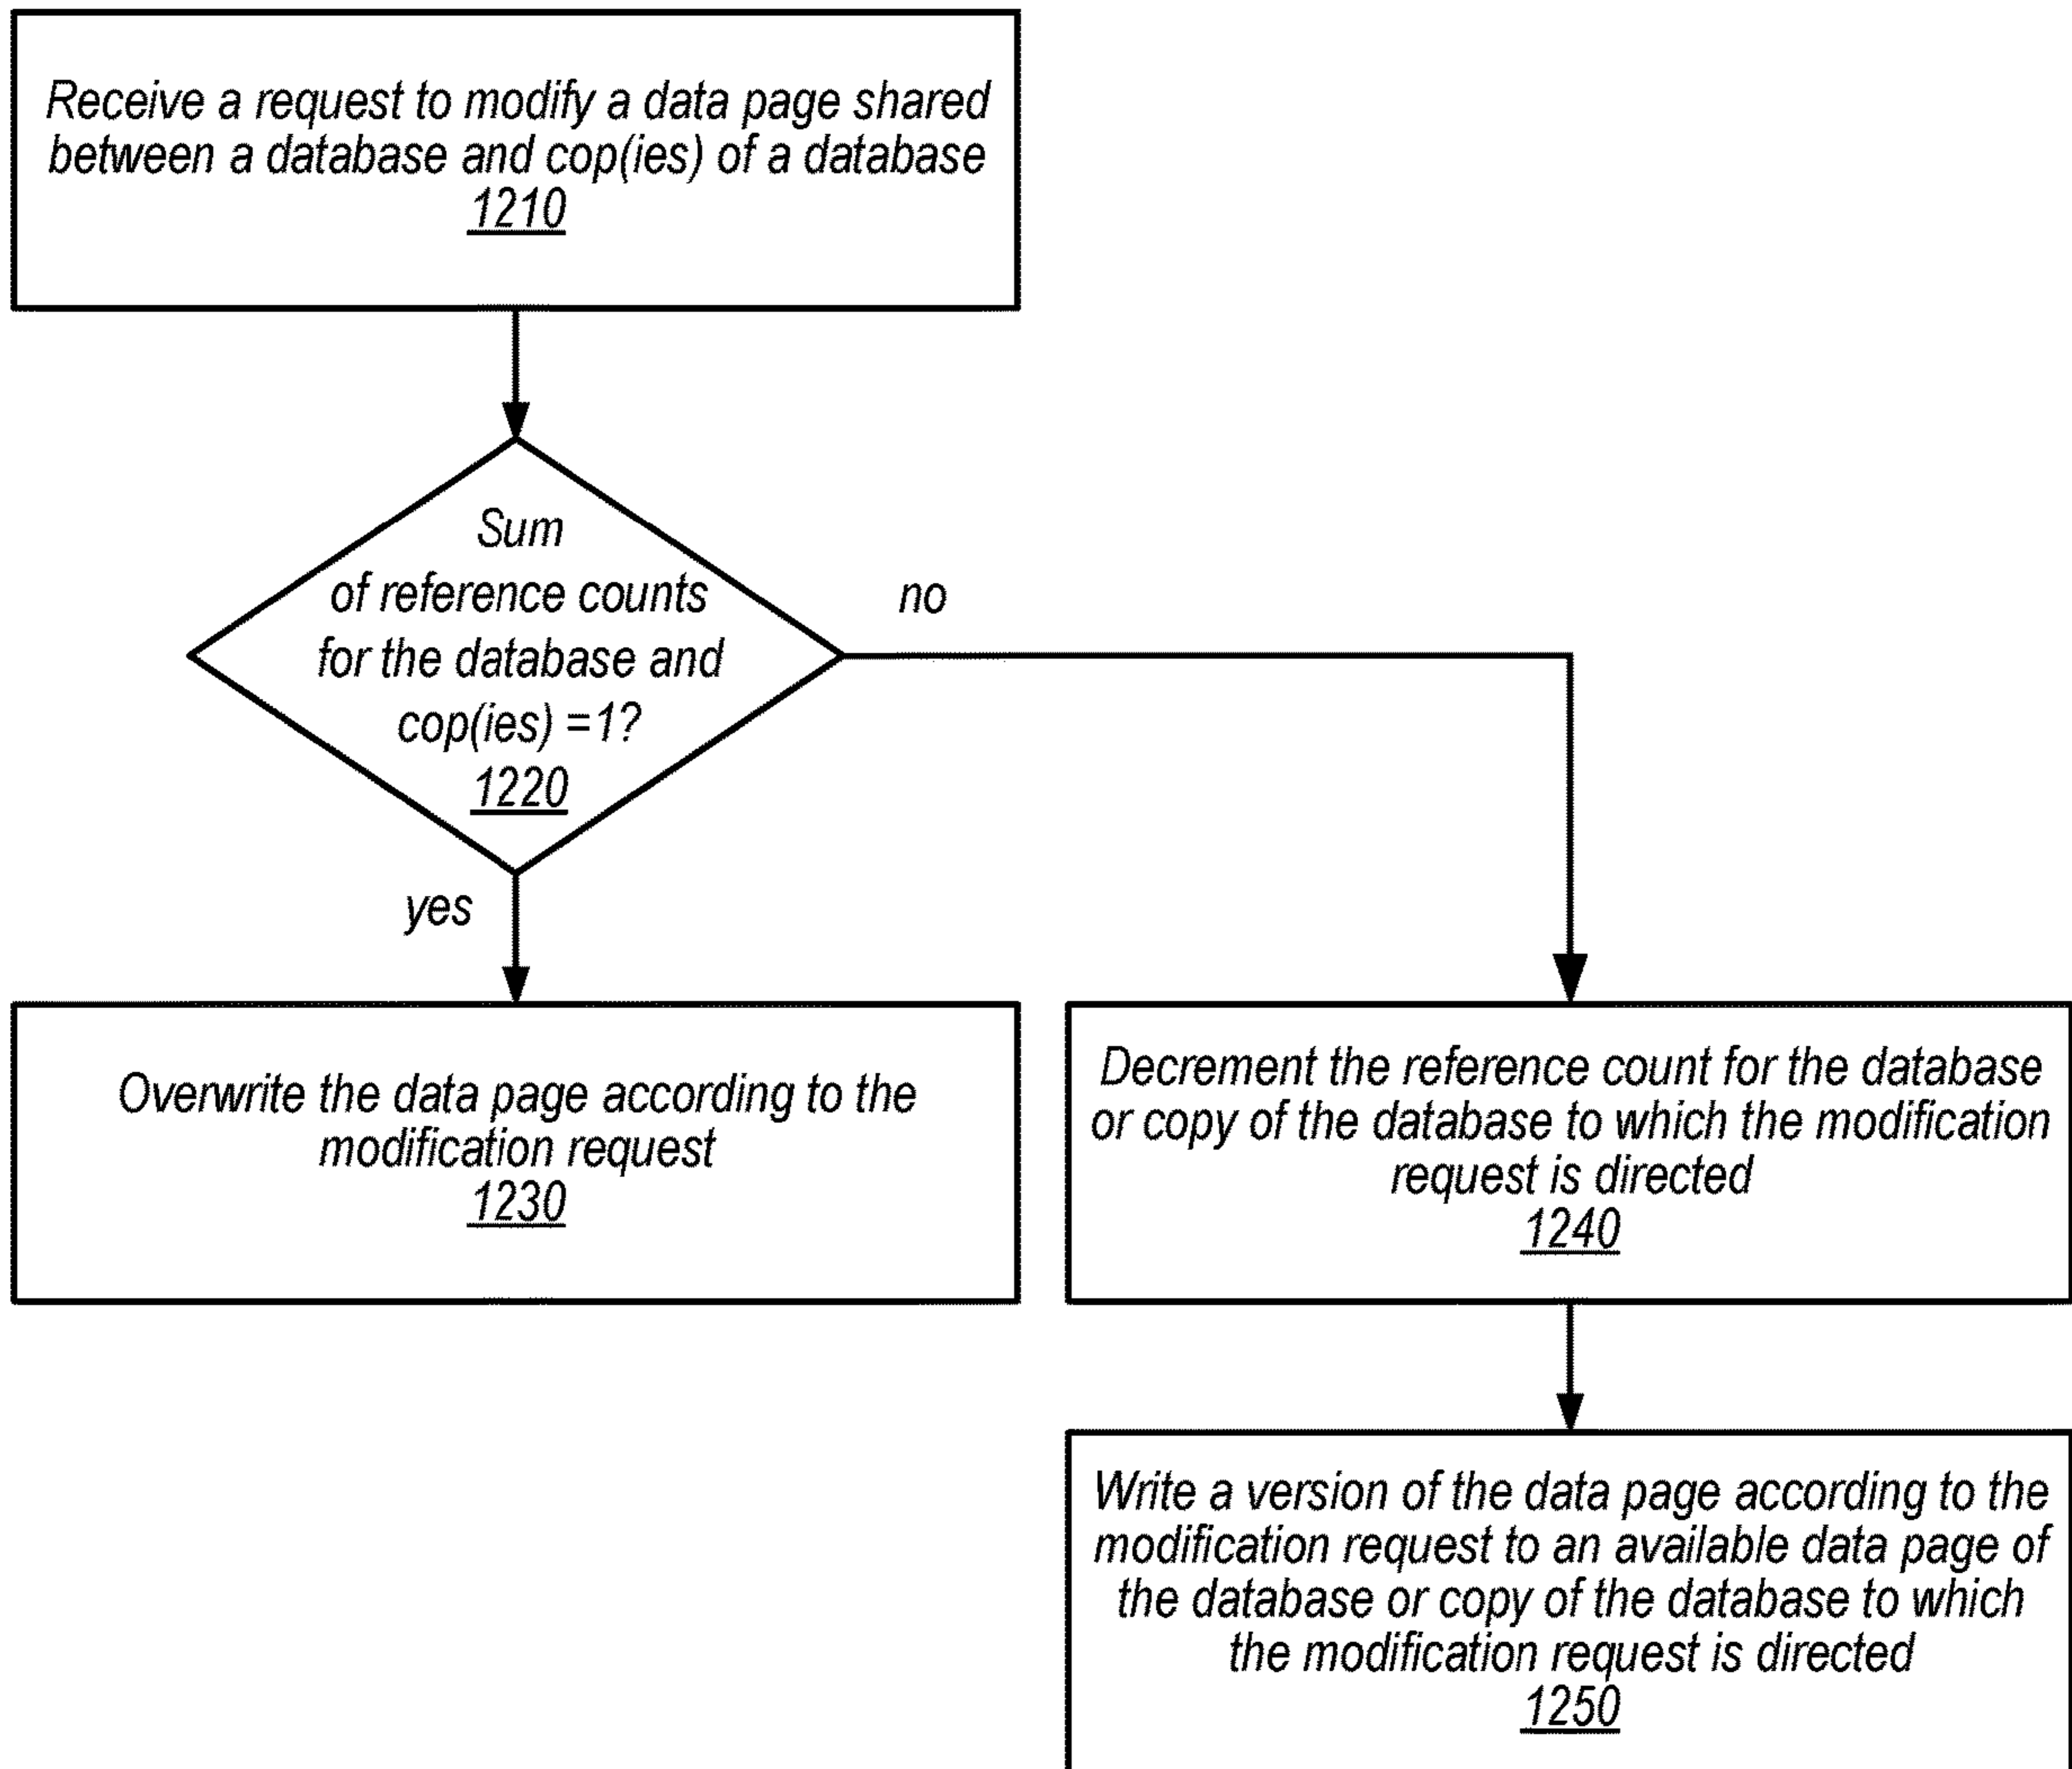 Receive a request to modify a data page shared
between a database and cop(ies) of a database
1210
Sum
of reference counts
for the database and
cop(ies) =1?
1220
no
yes
Overwrite the data page according to the
modification request
1230
Decrement the reference count for the database
or copy of the database to which the modification
request is directed
1240
Write a version of the data page according to the
modification request to an available data page of
the database or copy of the database to which
the modification request is directed
1250